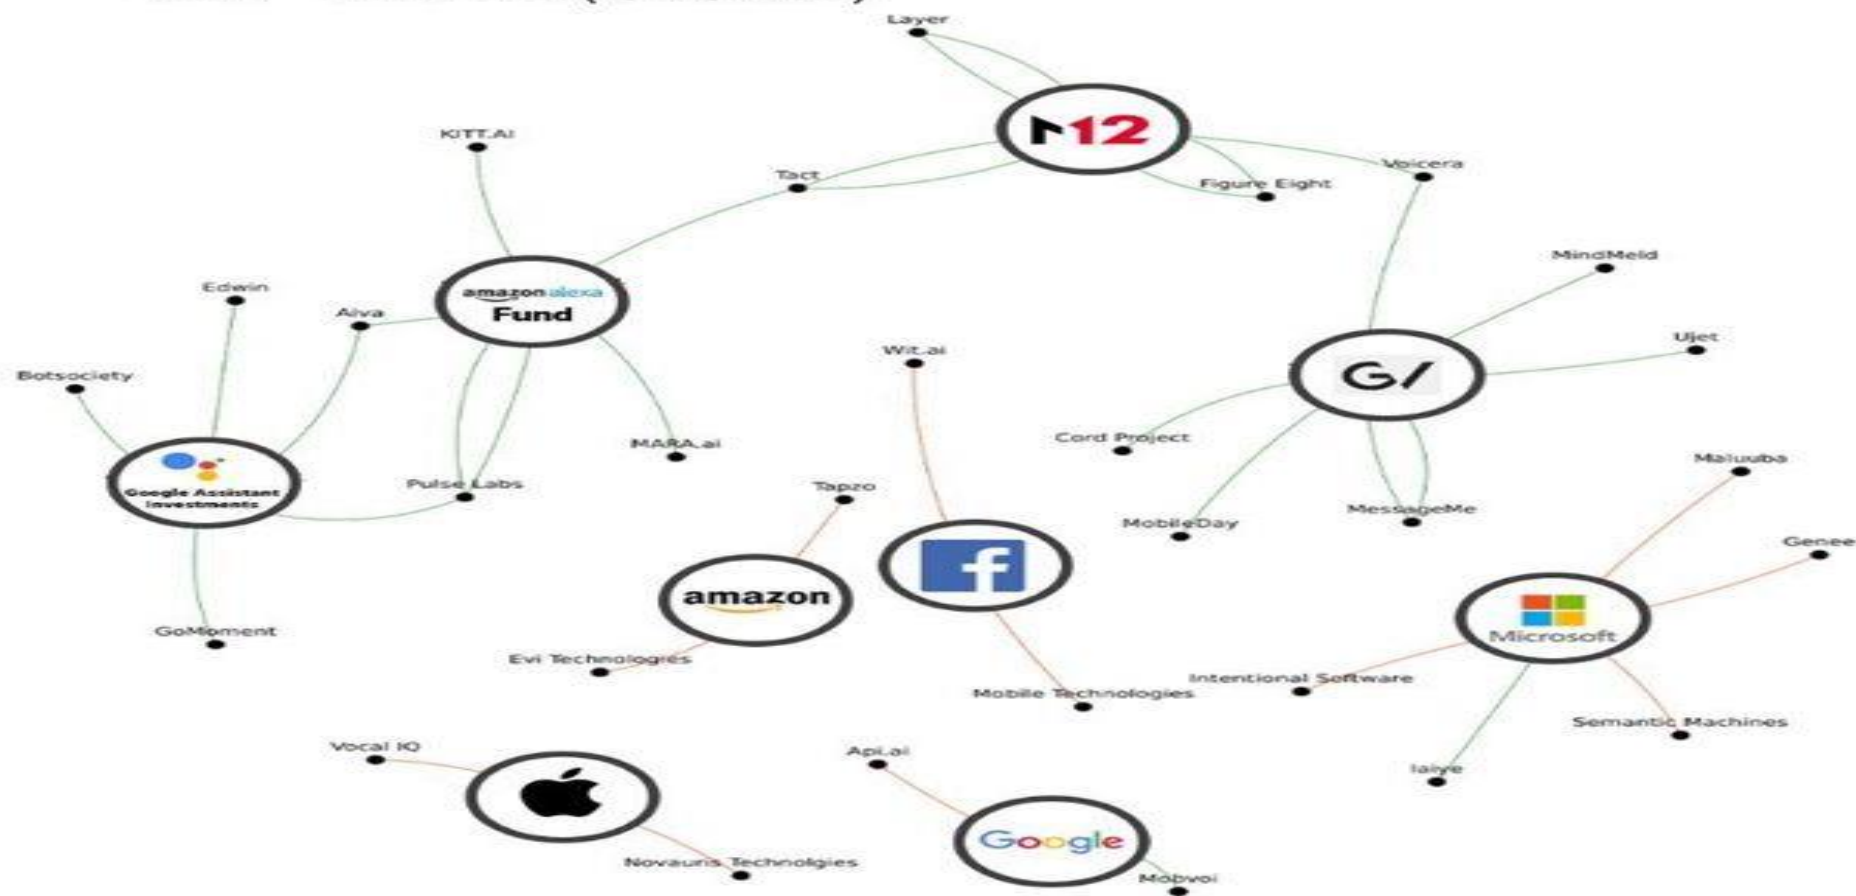 Layer
M12
KITT.AI
Tact
Voicera
Figure Eight
MindMeld
Edwin
Aiva
amazon alexa
Fund
Ujet
Wit.ai
G/
Botsociety
Cord Project
MARA.ai
Maluuba
Google Assistant
Investments
Pulse Labs
Tapzo
MobileDay
MessageMe
Genee
f
amazon
GoMoment
Microsoft
Evi Technologies
Intentional Software
Mobile Technologies
Semantic Machines
Vocal IQ
Api.ai
laiye
Google
Novauris Technolgies
Mobvoi